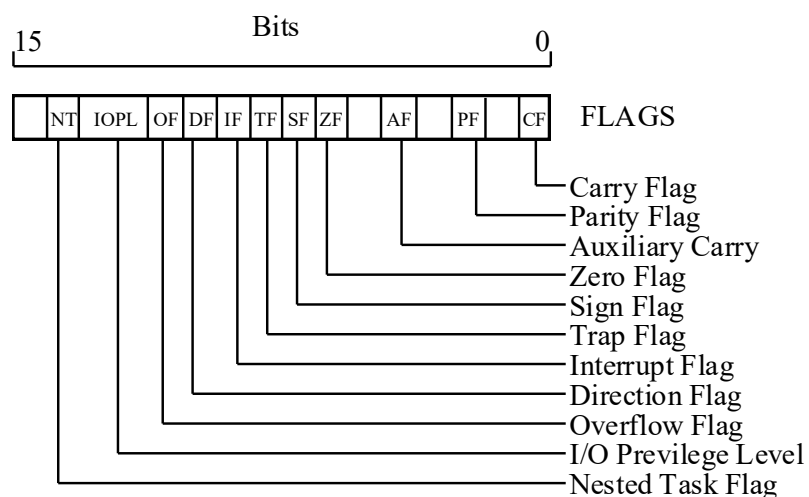 Bits
15 0
NT IOPL OF DF IF TF SF ZF AF PF CF FLAGS
Carry Flag
Parity Flag
Auxiliary Carry
Zero Flag
Sign Flag
Trap Flag
Interrupt Flag
Direction Flag
Overflow Flag
I/O Previlege Level
Nested Task Flag